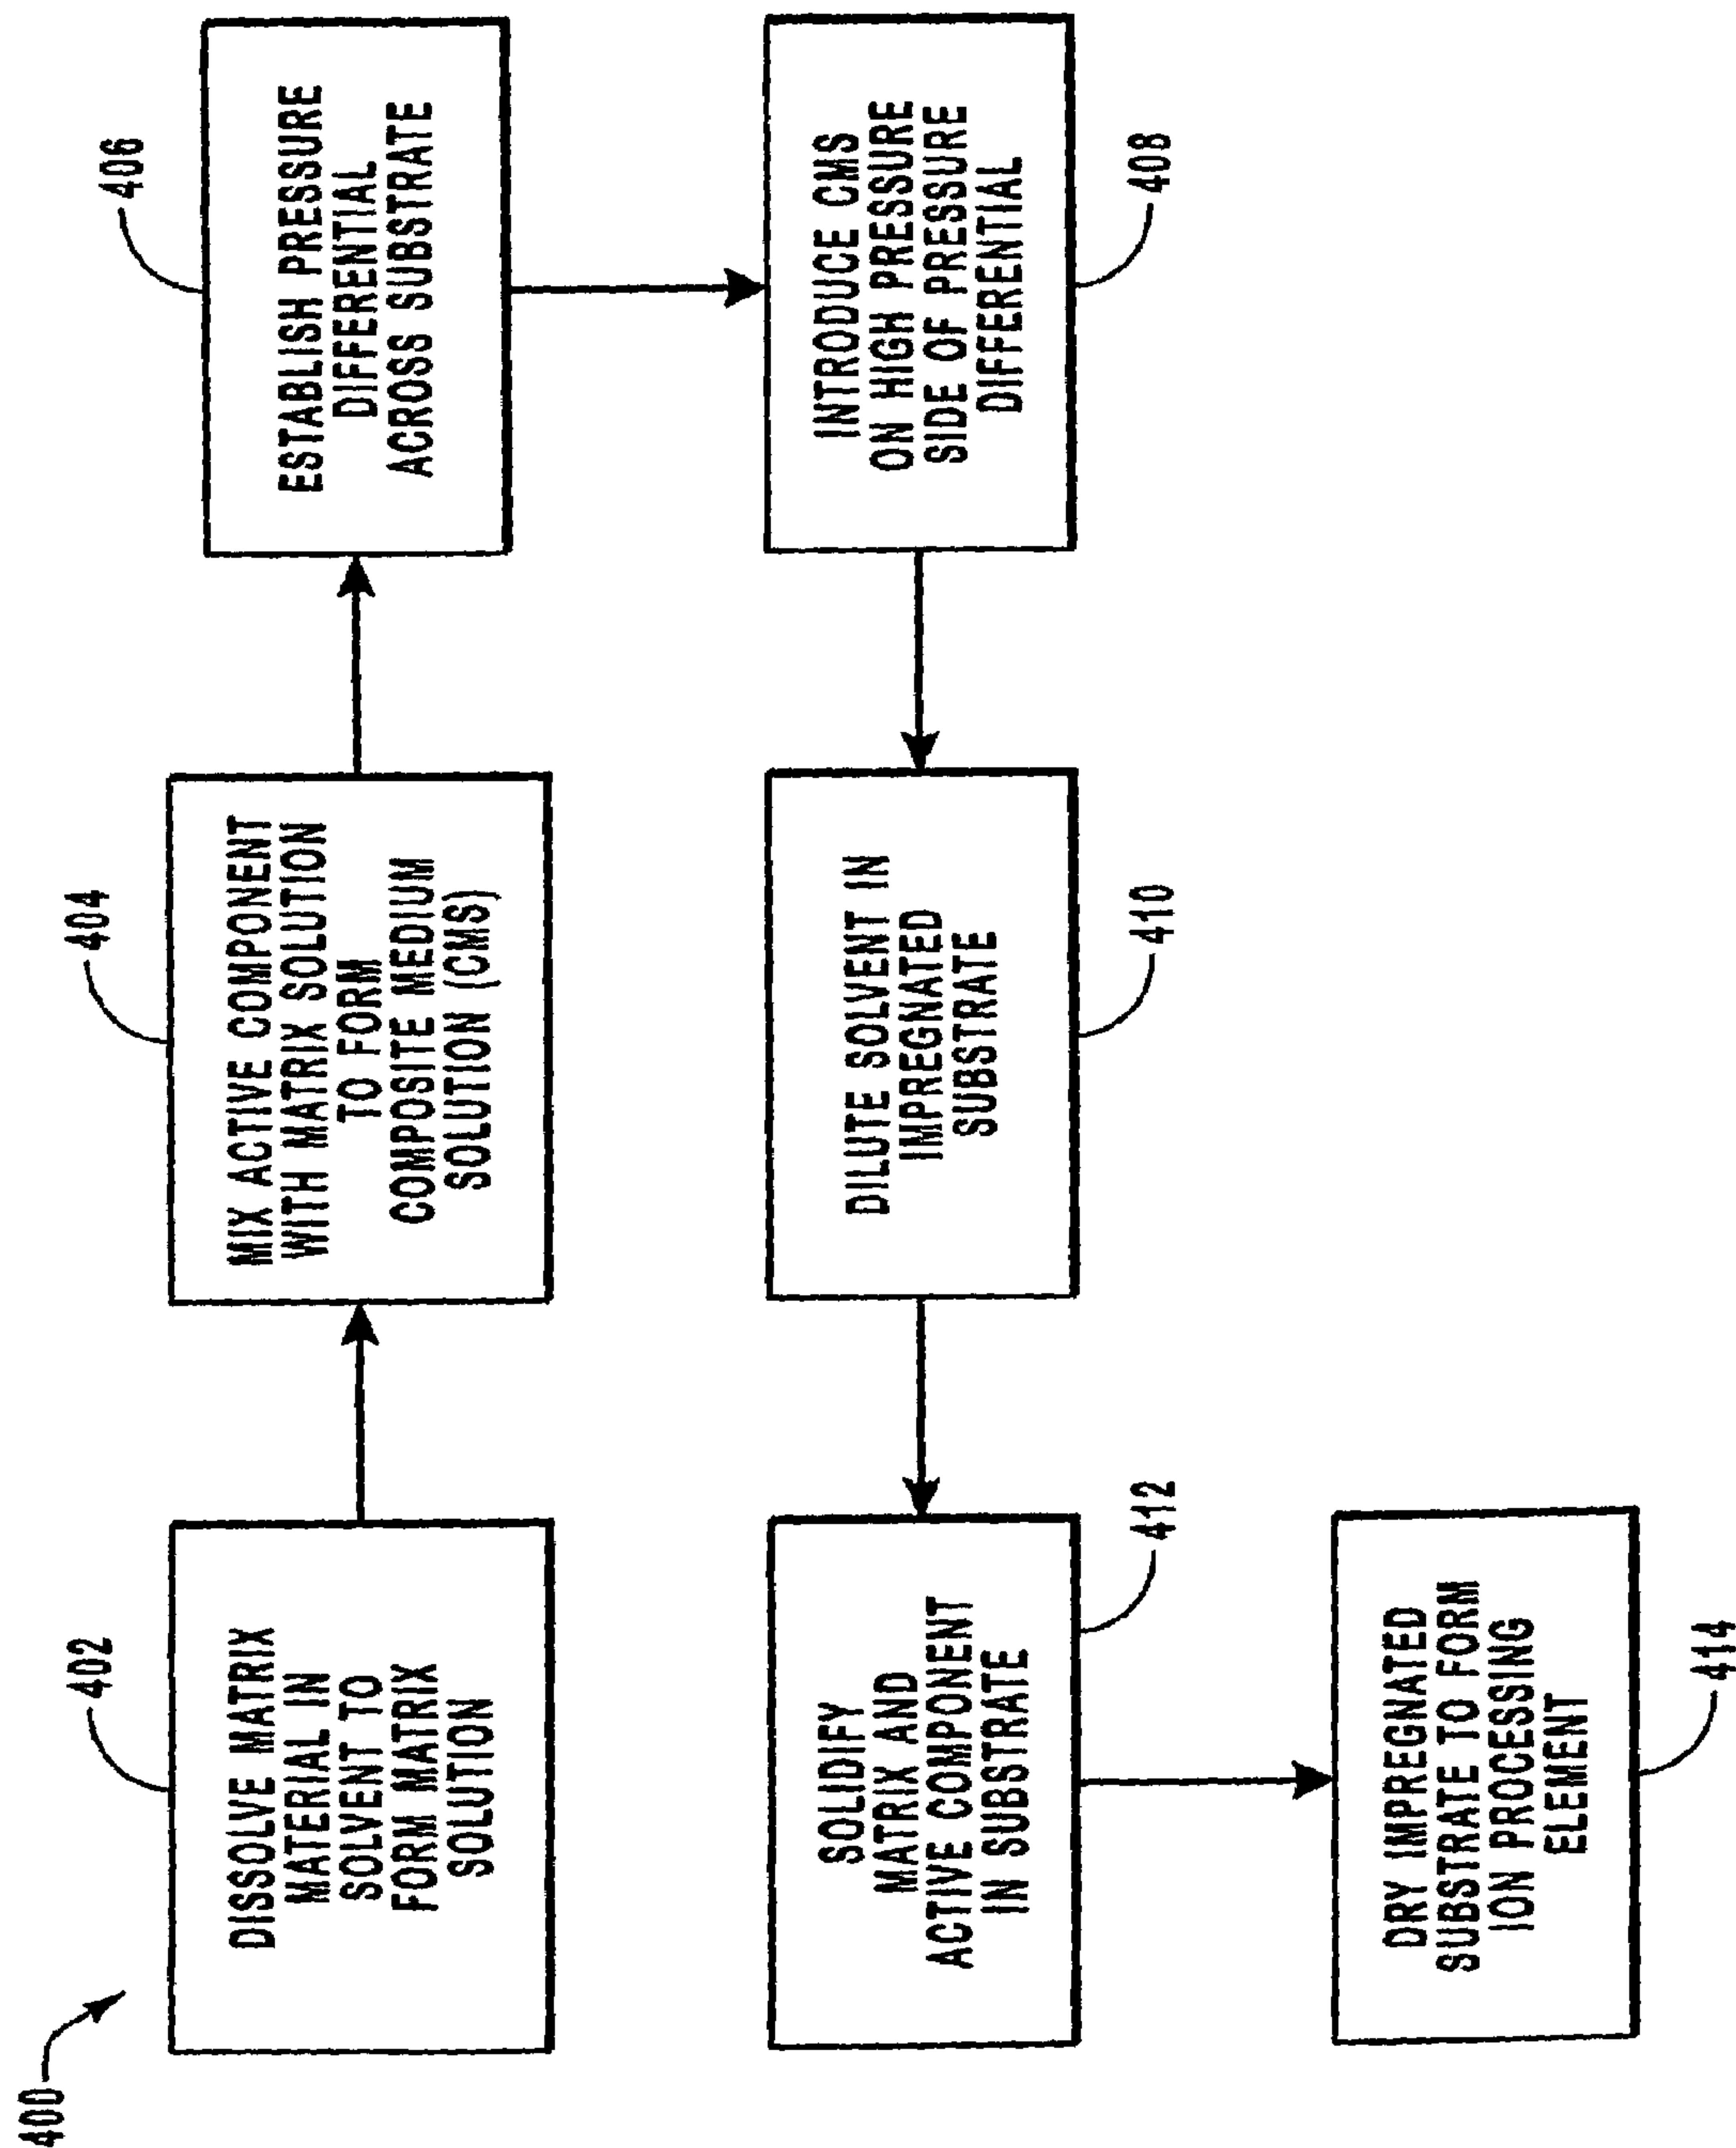 400
402
DISSOLVE MATRIX
MATERIAL IN
SOLVENT TO
FORM MATRIX
SOLUTION
404
MIX ACTIVE COMPONENT
WITH MATRIX SOLUTION
TO FORM
COMPOSITE MEDIUM
SOLUTION (CMS)
406
ESTABLISH PRESSURE
DIFFERENTIAL
ACROSS SUBSTRATE
INTRODUCE CMS
ON HIGH PRESSURE
SIDE OF PRESSURE
DIFFERENTIAL
408
DILUTE SOLVENT IN
IMPREGNATED
SUBSTRATE
410
SOLIDIFY
MATRIX AND
ACTIVE COMPONENT
IN SUBSTRATE
412
DRY IMPREGNATED
SUBSTRATE TO FORM
ION PROCESSING
ELEMENT
414